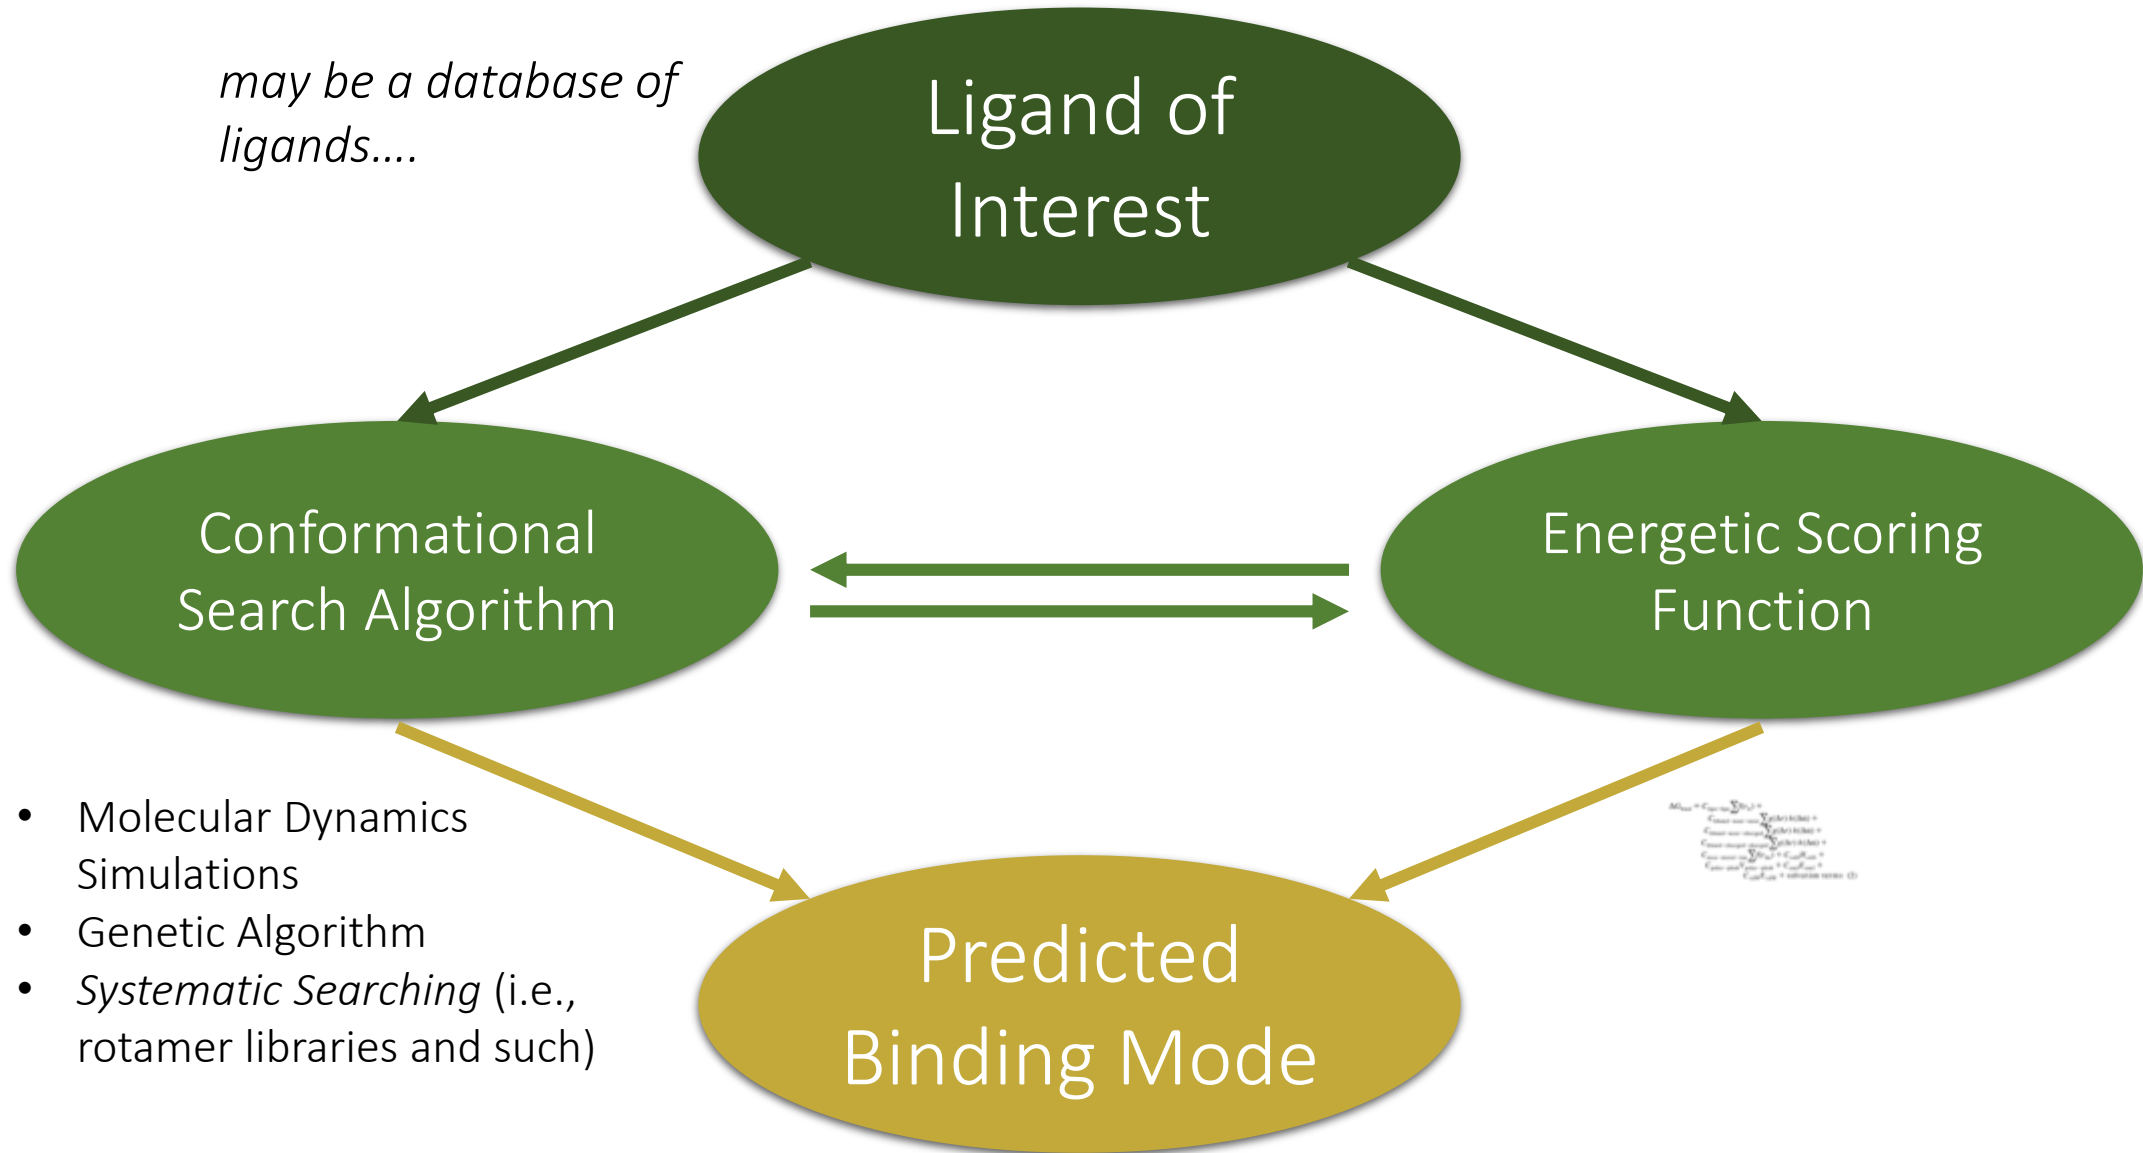 may be a database of
ligands....
Ligand of
Interest
Conformational
Search Algorithm
Energetic Scoring
Function
• Molecular Dynamics
Simulations
• Genetic Algorithm
• Systematic Searching (i.e.,
rotamer libraries and such)
Predicted
Binding Mode